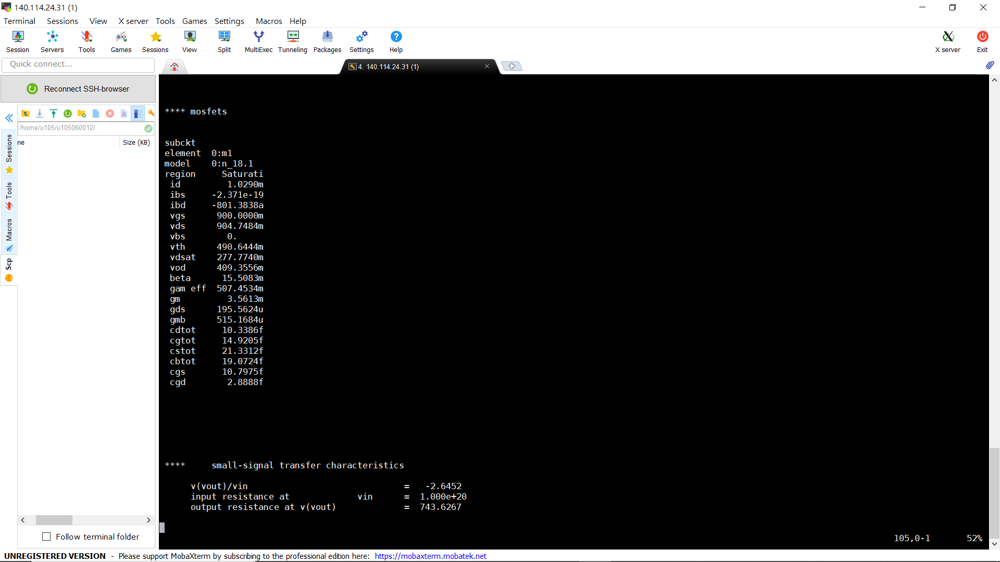 140.114.24.31 (1)
Terminal Sessions View X server Tools Games Settings Macros Help
Session Servers Tools Games Sessions View Split MultiExec Tunneling Packages Settings Help X server Exit
Quick connect...
4. 140.114.24.31 (1)
Reconnect SSH-browser
/home/u105/u105060012/
me Size (KB)
Sessions
Tools
Macros
Scp
**** mosfets
subckt
element 0:m1
model 0:n_18.1
region Saturati
id 1.0290m
ibs -2.371e-19
ibd -801.3838a
vgs 900.0000m
vds 904.7484m
vbs 0.
vth 490.6444m
vdsat 277.7740m
vod 409.3556m
beta 15.5083m
gam eff 507.4534m
gm 3.5613m
gds 195.5624u
gmb 515.1684u
cdtot 10.3386f
cgtot 14.9205f
cstot 21.3312f
cbtot 19.0724f
cgs 10.7975f
cgd 2.8888f
**** small-signal transfer characteristics
v(vout)/vin = -2.6452
input resistance at vin = 1.000e+20
output resistance at v(vout) = 743.6267
105,0-1 52%
Follow terminal folder
UNREGISTERED VERSION - Please support MobaXterm by subscribing to the professional edition here: https://mobaxterm.mobatek.net